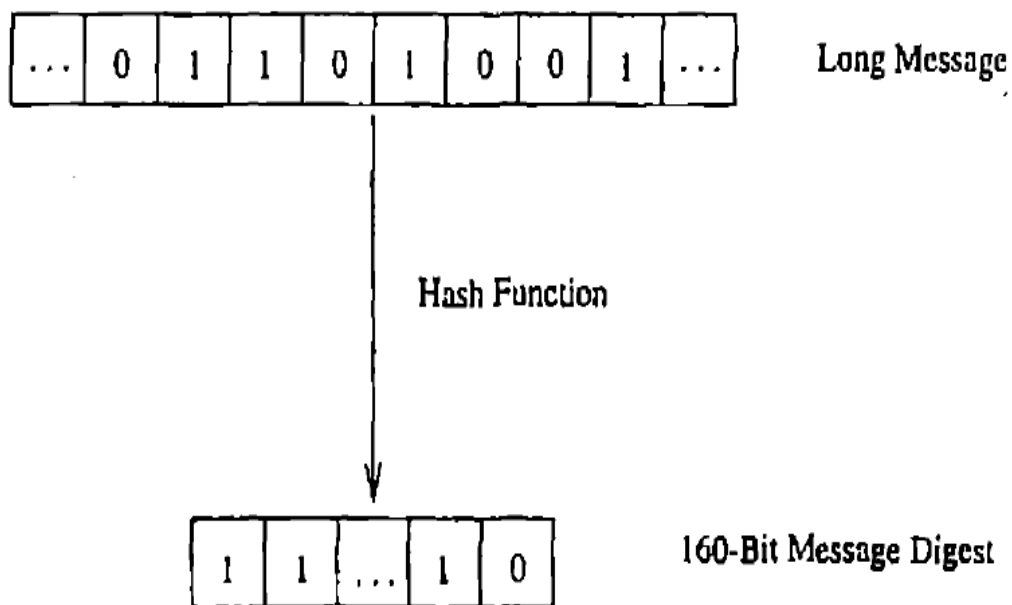 ... 0 1 1 0 1 0 0 1 ... Long Message
Hash Function
1 1 ... 1 0 160-Bit Message Digest